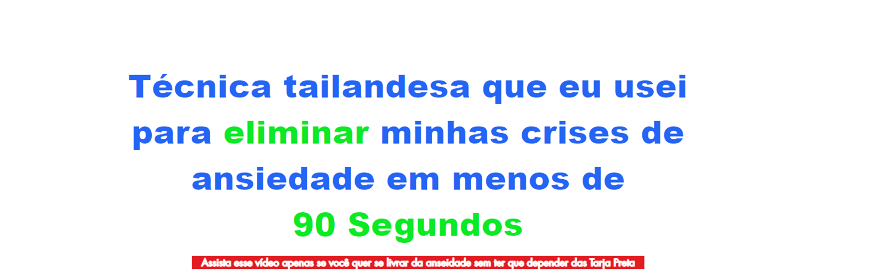 Técnica tailandesa que eu usei
para eliminar minhas crises de
ansiedade em menos de
90 Segundos
Assista esse vídeo apenas se você quer se livrar da anseidade sem ter que depender das Tarja Preta